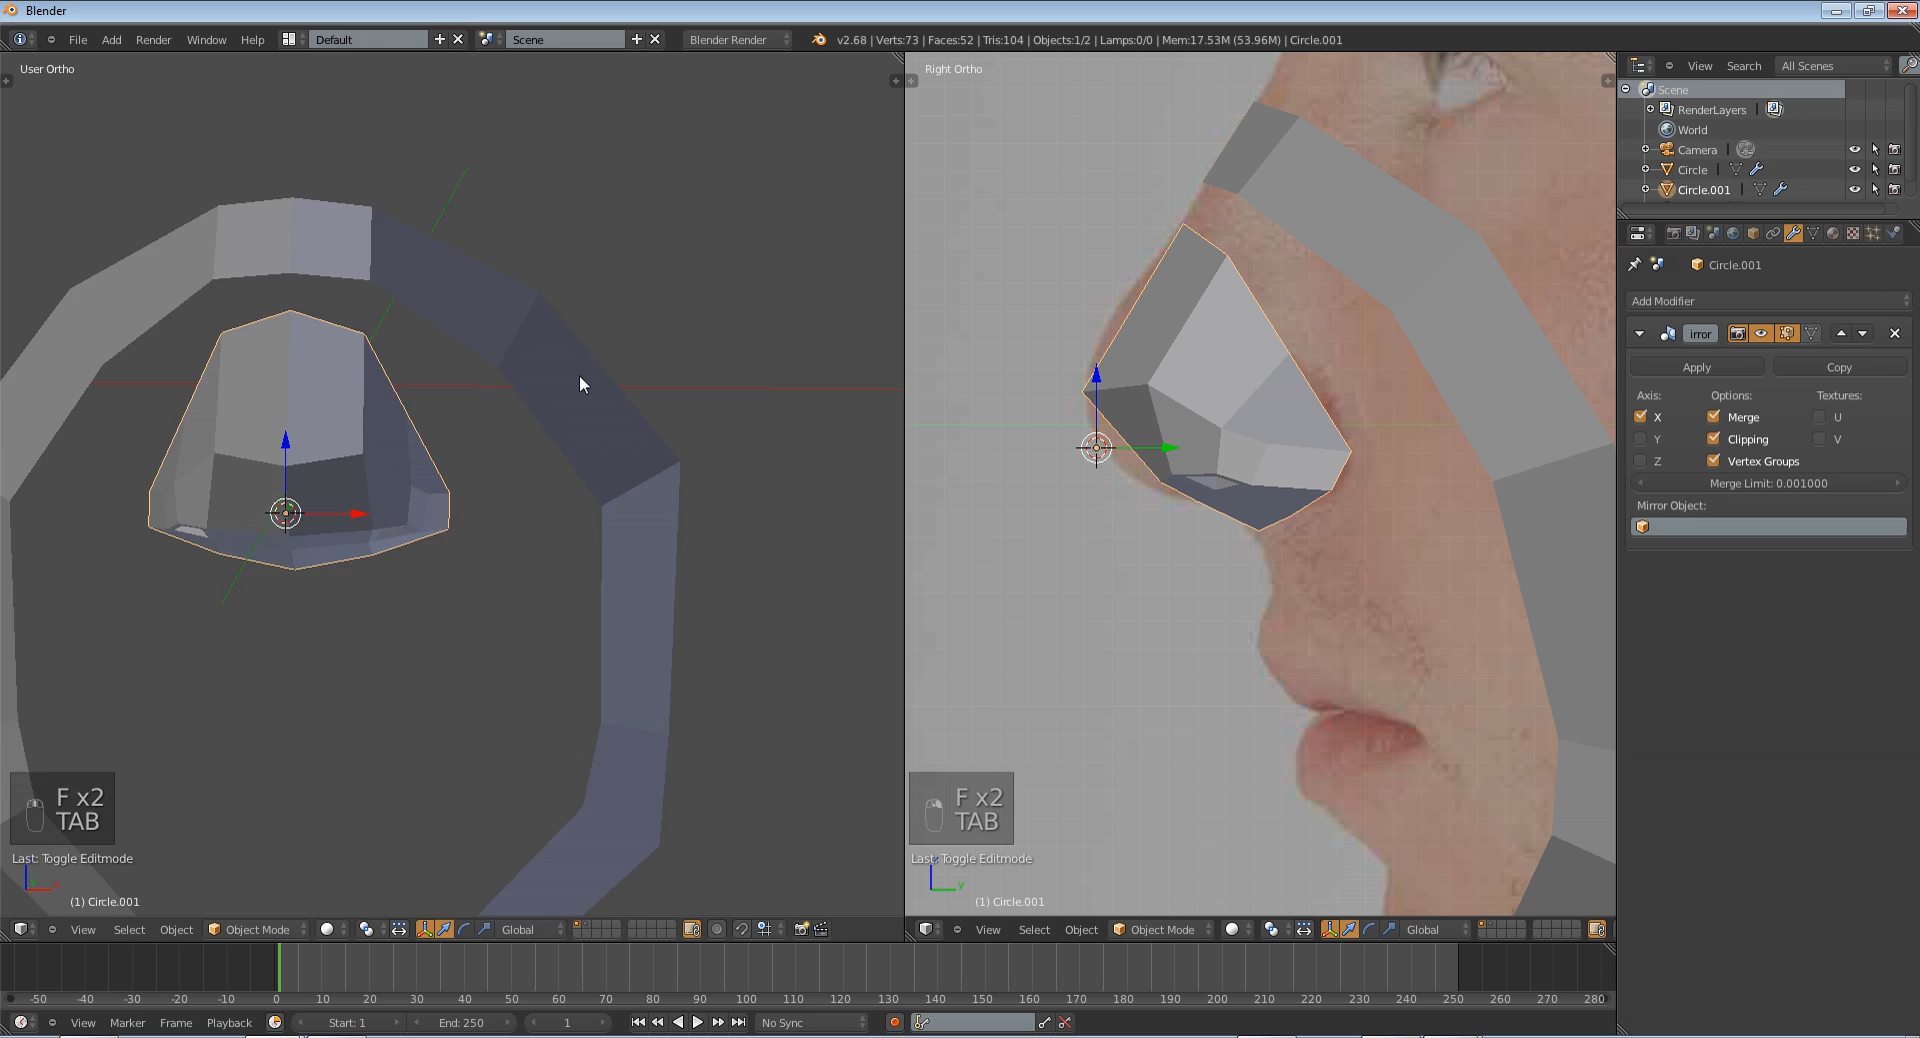 Blender
File Add Render Window Help Default Scene Blender Render v2.68 | Verts:73 | Faces:52 | Tris:104 | Objects:1/2 | Lamps:0/0 | Mem:17.53M (53.96M) | Circle.001
User Ortho
Right Ortho
View Search All Scenes
Scene
RenderLayers |
World
Camera |
Circle |
Circle.001 |
Circle.001
Add Modifier
irror
Apply Copy
Axis: Options: Textures:
X Merge U
Y Clipping V
Z Vertex Groups
Merge Limit: 0.001000
Mirror Object:
F x2
TAB
Last: Toggle Editmode
z
y x
(1) Circle.001
F x2
TAB
Last: Toggle Editmode
y
(1) Circle.001
View Select Object Object Mode Global
View Select Object Object Mode Global
-50 -40 -30 -20 -10 0 10 20 30 40 50 60 70 80 90 100 110 120 130 140 150 160 170 180 190 200 210 220 230 240 250 260 270 280
View Marker Frame Playback Start: 1 End: 250 1 No Sync